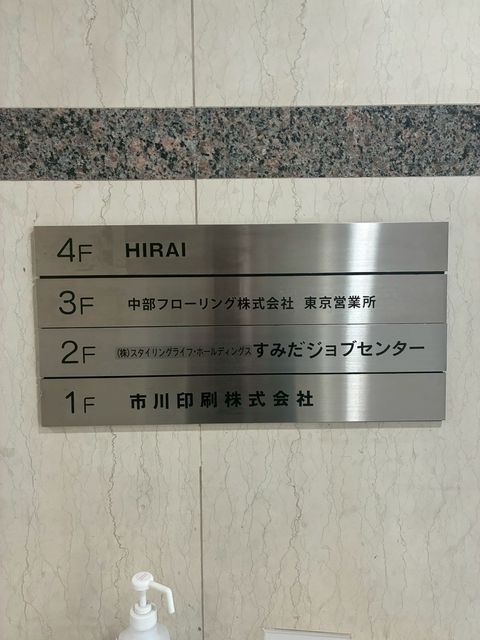 4F HIRAI
3F 中部フローリング株式会社 東京営業所
2F (株)スタイリングライフ・ホールディングス すみだジョブセンター
1F 市川印刷株式会社